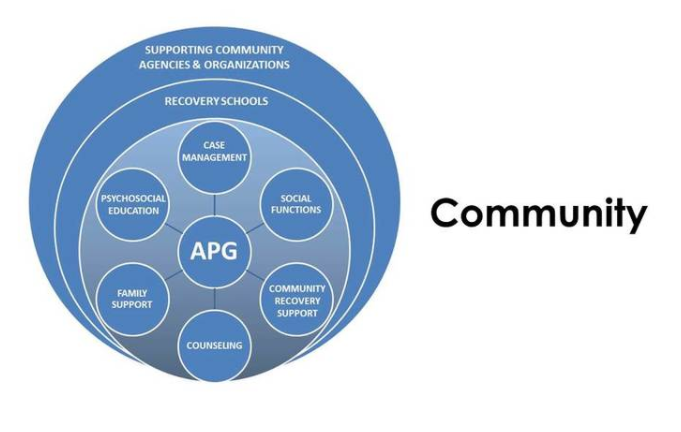 SUPPORTING COMMUNITY
AGENCIES & ORGANIZATIONS
RECOVERY SCHOOLS
CASE
MANAGEMENT
PSYCHOSOCIAL
EDUCATION
SOCIAL
FUNCTIONS
APG
Community
FAMILY
SUPPORT
COMMUNITY
RECOVERY
SUPPORT
COUNSELING